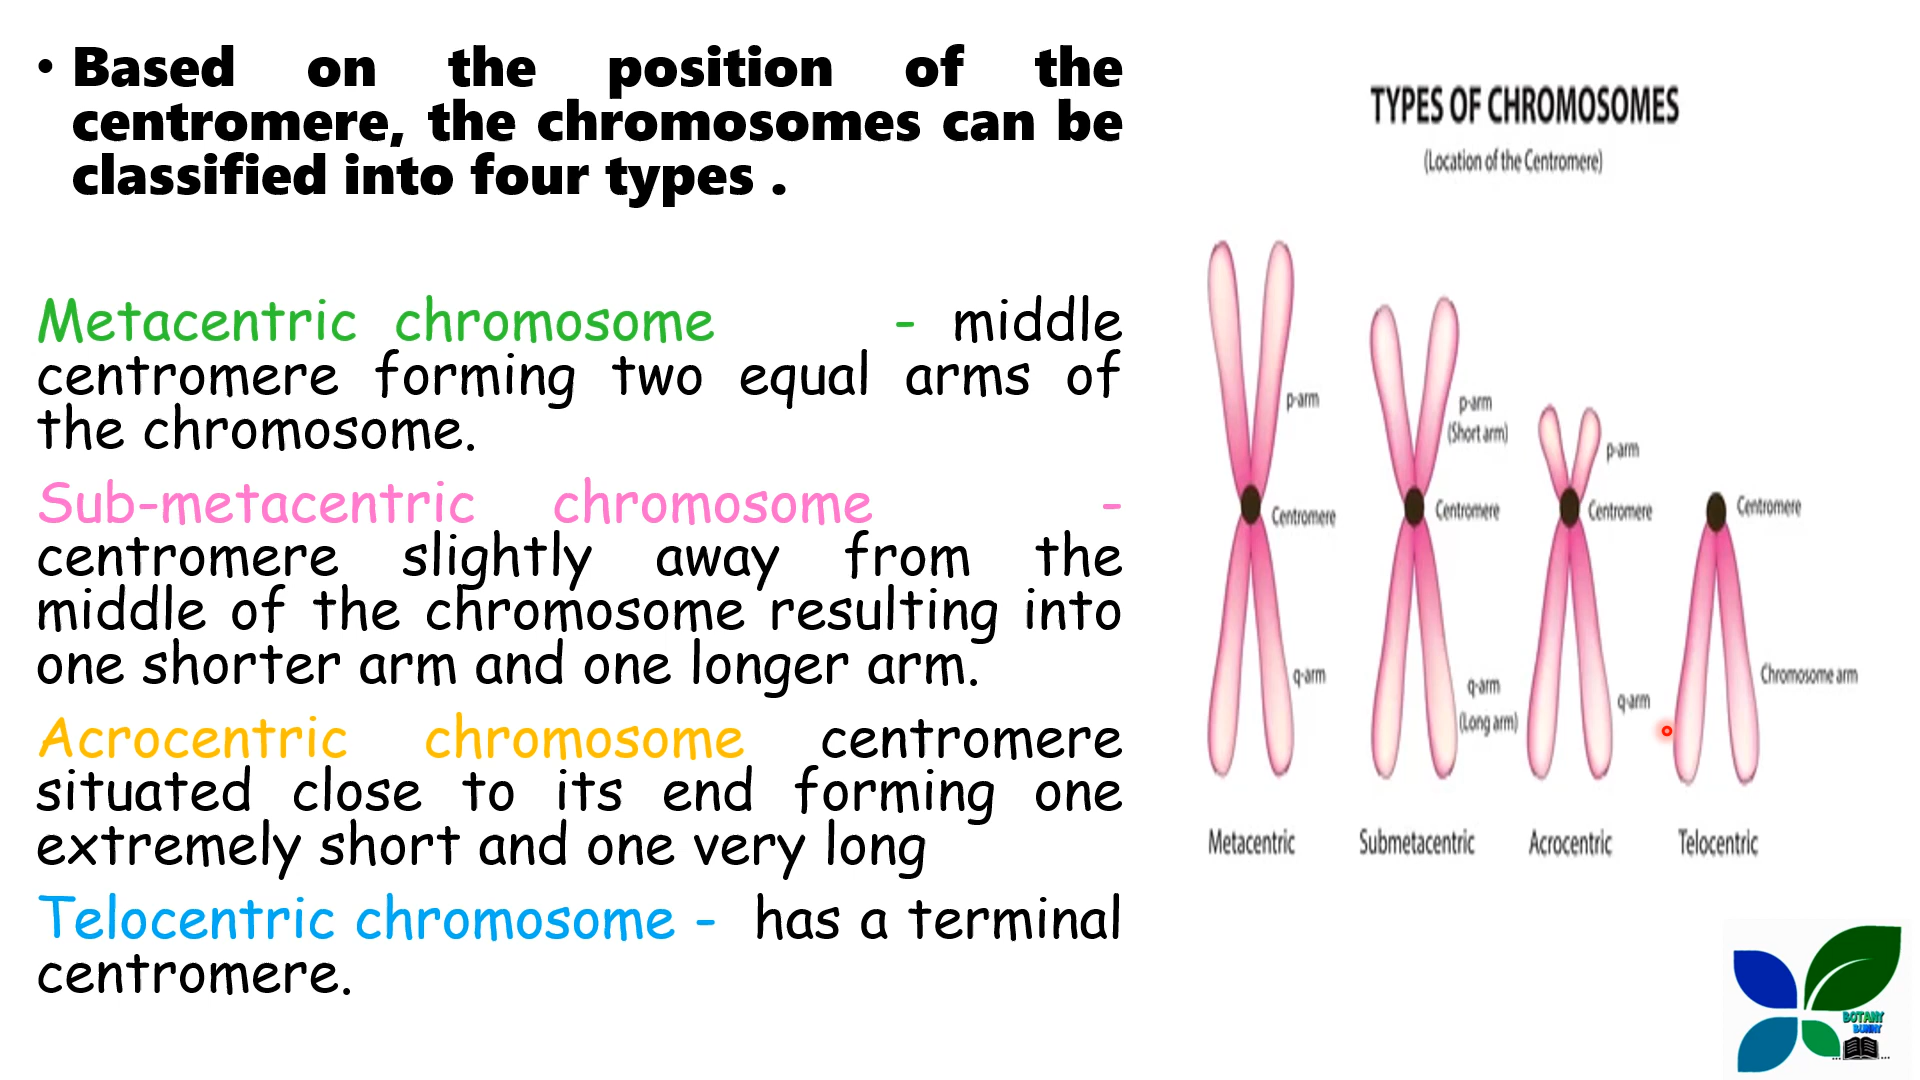 • Based on the position of the
centromere, the chromosomes can be
classified into four types .
Metacentric chromosome - middle
centromere forming two equal arms of
the chromosome.
Sub-metacentric chromosome -
centromere slightly away from the
middle of the chromosome resulting into
one shorter arm and one longer arm.
Acrocentric chromosome centromere
situated close to its end forming one
extremely short and one very long
Telocentric chromosome - has a terminal
centromere.
TYPES OF CHROMOSOMES
(Location of the Centromere)
p-arm
Centromere
q-arm
Metacentric
p-arm
(Short arm)
Centromere
q-arm
(Long arm)
Submetacentric
p-arm
Centromere
q-arm
Acrocentric
Centromere
Chromosome arm
Telocentric
BOTANY
BUNNY